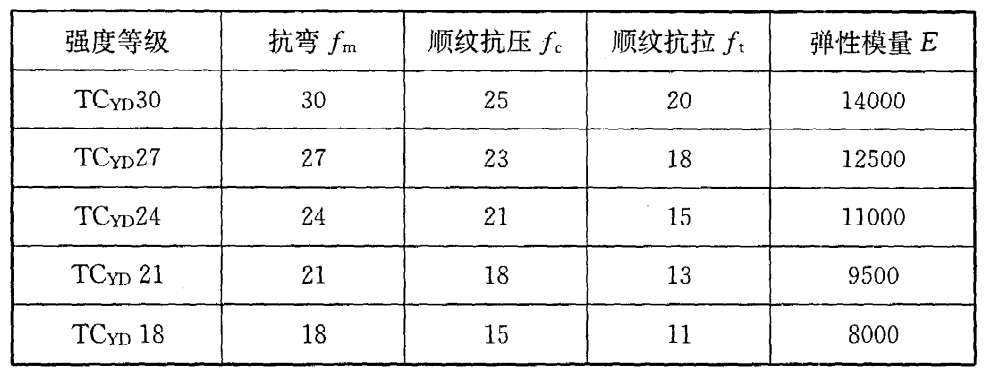 强度等级 抗弯 fm 顺纹抗压 fc 顺纹抗拉 ft 弹性模量 E
TCYD30 30 25 20 14000
TCYD27 27 23 18 12500
TCYD24 24 21 15 11000
TCYD 21 21 18 13 9500
TCYD 18 18 15 11 8000